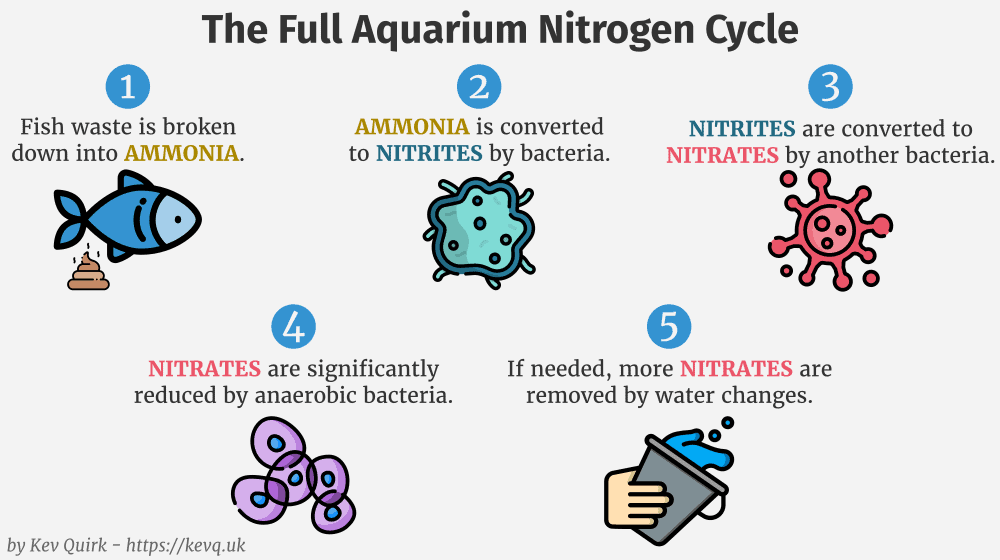 The Full Aquarium Nitrogen Cycle
1
Fish waste is broken
down into AMMONIA.
2
AMMONIA is converted
to NITRITES by bacteria.
3
NITRITES are converted to
NITRATES by another bacteria.
4
NITRATES are significantly
reduced by anaerobic bacteria.
5
If needed, more NITRATES are
removed by water changes.
by Kev Quirk - https://kevq.uk